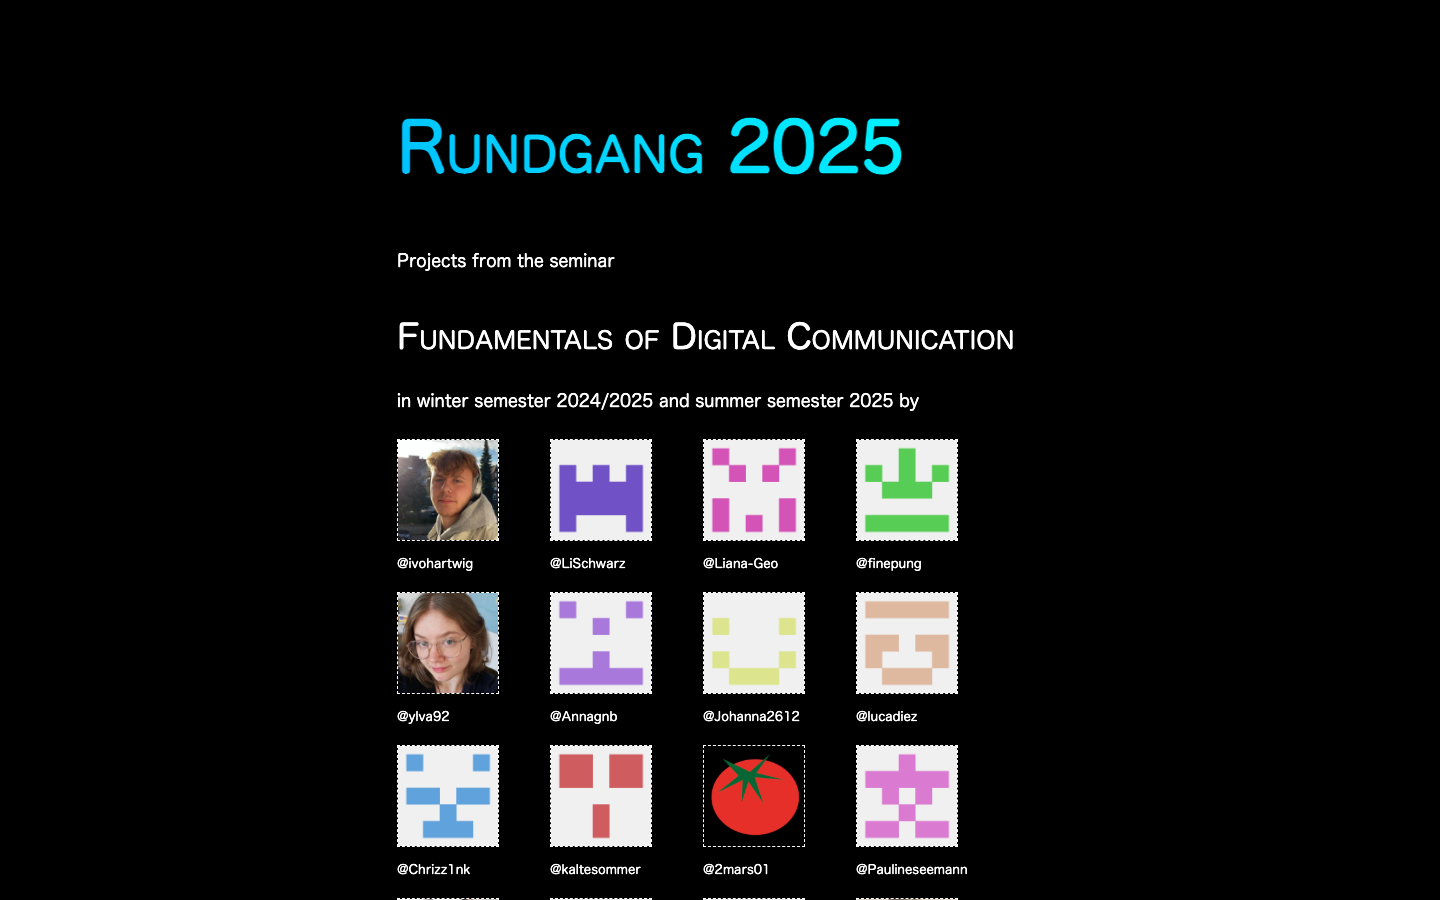 Rundgang 2025
Projects from the seminar
Fundamentals of Digital Communication
in winter semester 2024/2025 and summer semester 2025 by
@ivohartwig @LiSchwarz @Liana-Geo @finepung
@ylva92 @Annagnb @Johanna2612 @lucadiez
@Chrizz1nk @kaltesommer @2mars01 @Paulineseemann